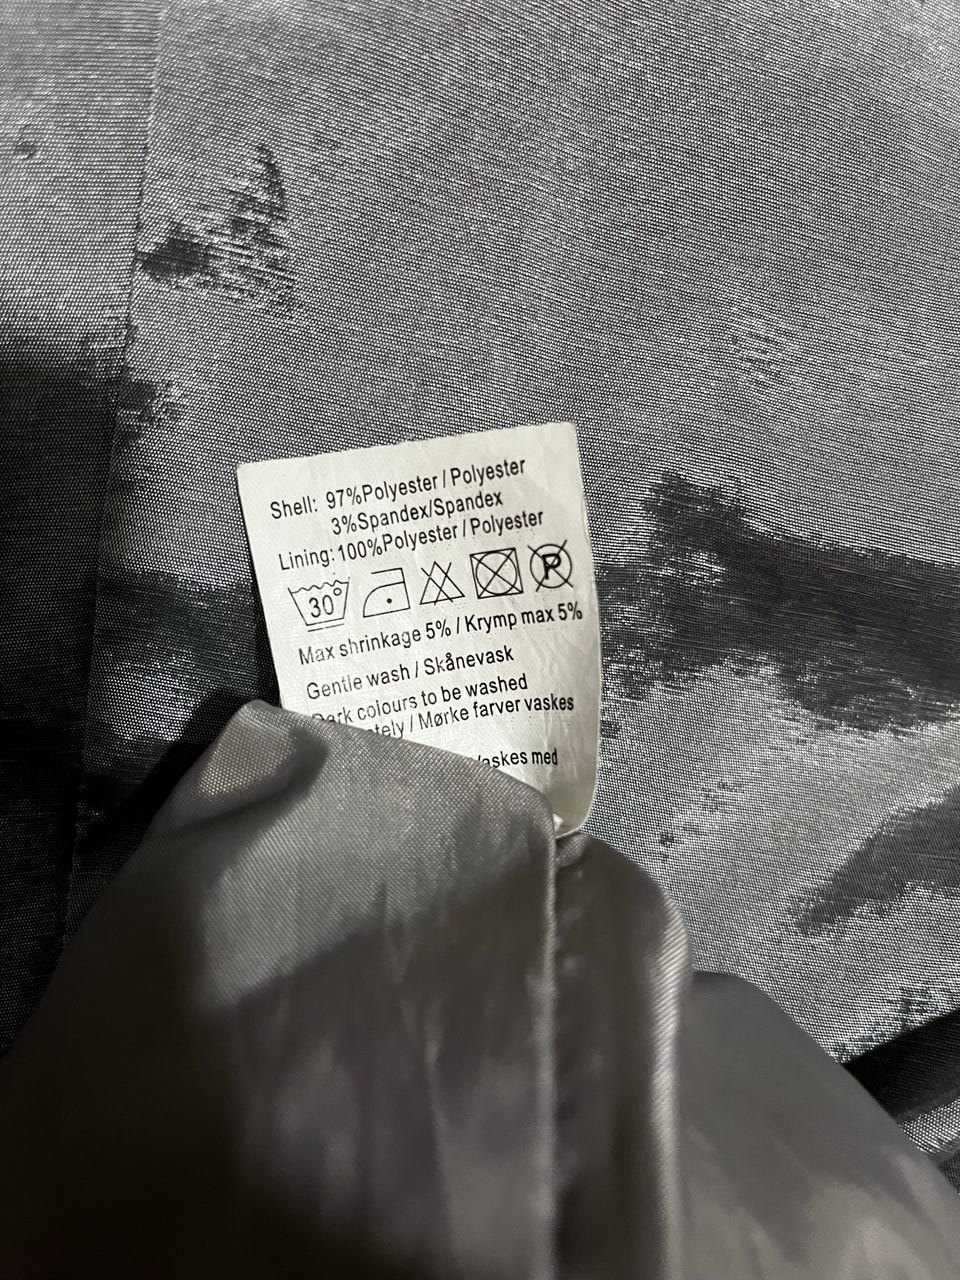 Shell: 97%Polyester / Polyester
3%Spandex/Spandex
Lining: 100%Polyester / Polyester
30° P
Max shrinkage 5% / Krymp max 5%
Gentle wash / Skånevask
Dark colours to be washed
/ Mørke farver vaskes
med